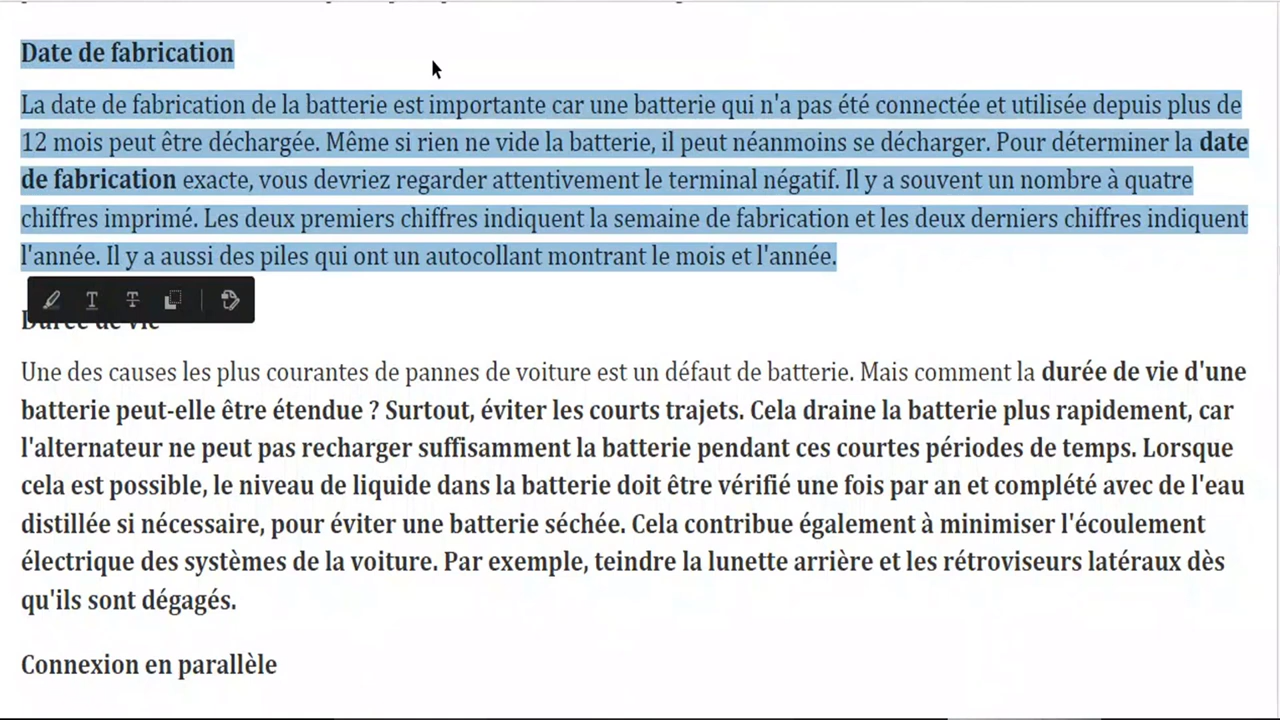 Date de fabrication
La date de fabrication de la batterie est importante car une batterie qui n'a pas été connectée et utilisée depuis plus de
12 mois peut être déchargée. Même si rien ne vide la batterie, il peut néanmoins se décharger. Pour déterminer la date
de fabrication exacte, vous devriez regarder attentivement le terminal négatif. Il y a souvent un nombre à quatre
chiffres imprimé. Les deux premiers chiffres indiquent la semaine de fabrication et les deux derniers chiffres indiquent
l'année. Il y a aussi des piles qui ont un autocollant montrant le mois et l'année.
Durée de vie
Une des causes les plus courantes de pannes de voiture est un défaut de batterie. Mais comment la durée de vie d'une
batterie peut-elle être étendue ? Surtout, éviter les courts trajets. Cela draine la batterie plus rapidement, car
l'alternateur ne peut pas recharger suffisamment la batterie pendant ces courtes périodes de temps. Lorsque
cela est possible, le niveau de liquide dans la batterie doit être vérifié une fois par an et complété avec de l'eau
distillée si nécessaire, pour éviter une batterie séchée. Cela contribue également à minimiser l'écoulement
électrique des systèmes de la voiture. Par exemple, teindre la lunette arrière et les rétroviseurs latéraux dès
qu'ils sont dégagés.
Connexion en parallèle